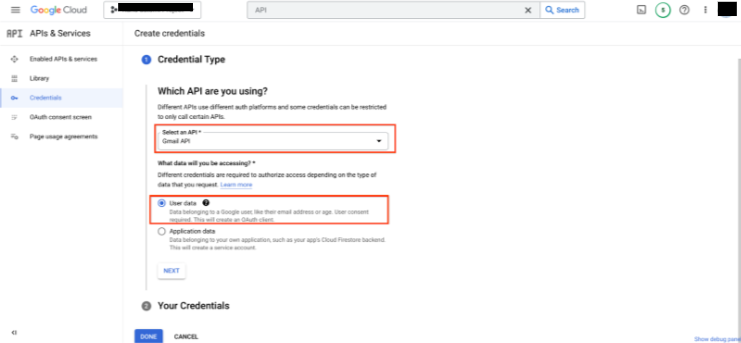 Google Cloud
API
Search
5
API APIs & Services
Create credentials
Enabled APIs & services
Library
Credentials
OAuth consent screen
Page usage agreements
1 Credential Type
Which API are you using?
Different APIs use different auth platforms and some credentials can be restricted
to only call certain APIs.
Select an API *
Gmail API
What data will you be accessing? *
Different credentials are required to authorize access depending on the type of
data that you request. Learn more
User data
Data belonging to a Google user, like their email address or age. User consent
required. This will create an OAuth client.
Application data
Data belonging to your own application, such as your app's Cloud Firestore backend.
This will create a service account.
NEXT
2 Your Credentials
DONE
CANCEL
Show debug pan